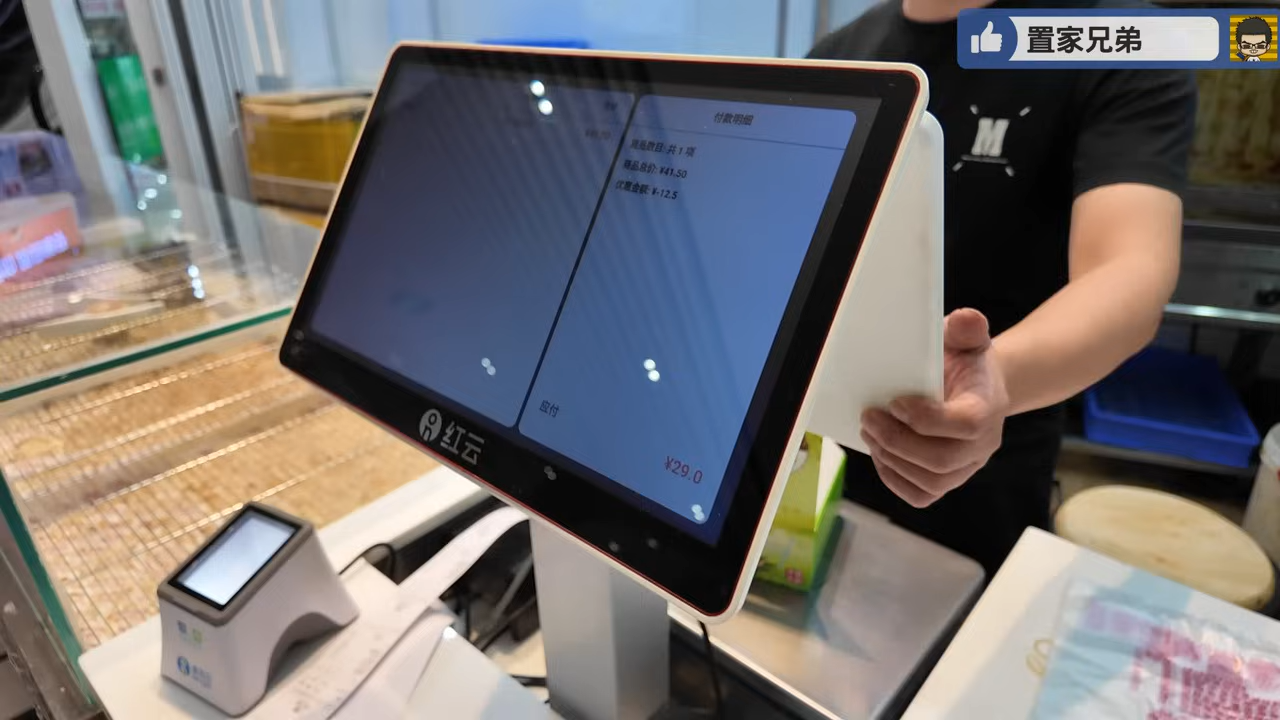 置家兄弟
M
付款明细
商品数目: 共 1 项
商品总价: ¥41.50
优惠金额: ¥-12.5
应付
¥29.0
红云